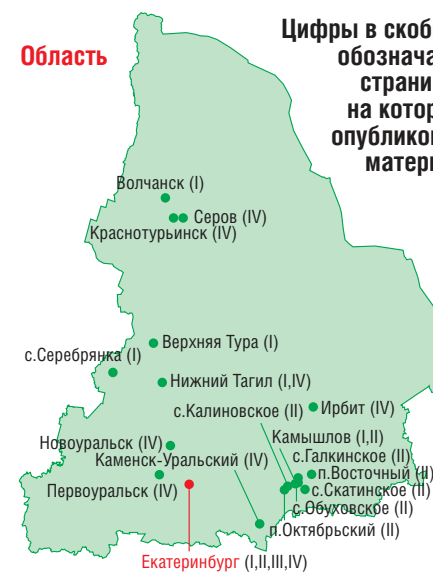 Цифры в скоб
Область
обознача
страни
на котор
опубликов
матери
Волчанск (I)
Серов (IV)
Краснотурьинск (IV)
Верхняя Тура (I)
с.Серебрянка (I)
Нижний Тагил (I,IV)
с.Калиновское (II)
Ирбит (IV)
Камышлов (I,II)
Новоуральск (IV)
с.Галкинское (II)
Каменск-Уральский (IV)
п.Восточный (II)
Первоуральск (IV)
с.Скатинское (II)
с.Обуховское (II)
п.Октябрьский (II)
Екатеринбург (I,II,III,IV)